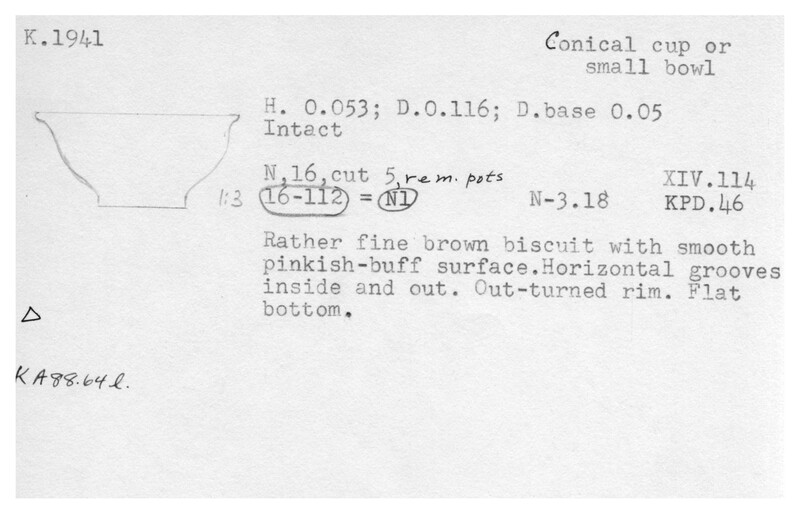 K.1941
Conical cup or
small bowl
H. 0.053; D.0.116; D.base 0.05
Intact
N,16,cut 5,rem. pots XIV.114
1:3 16-112 = N1 N-3.18 KPD.46
Rather fine brown biscuit with smooth
pinkish-buff surface.Horizontal grooves
inside and out. Out-turned rim. Flat
bottom.
KA88.64l.